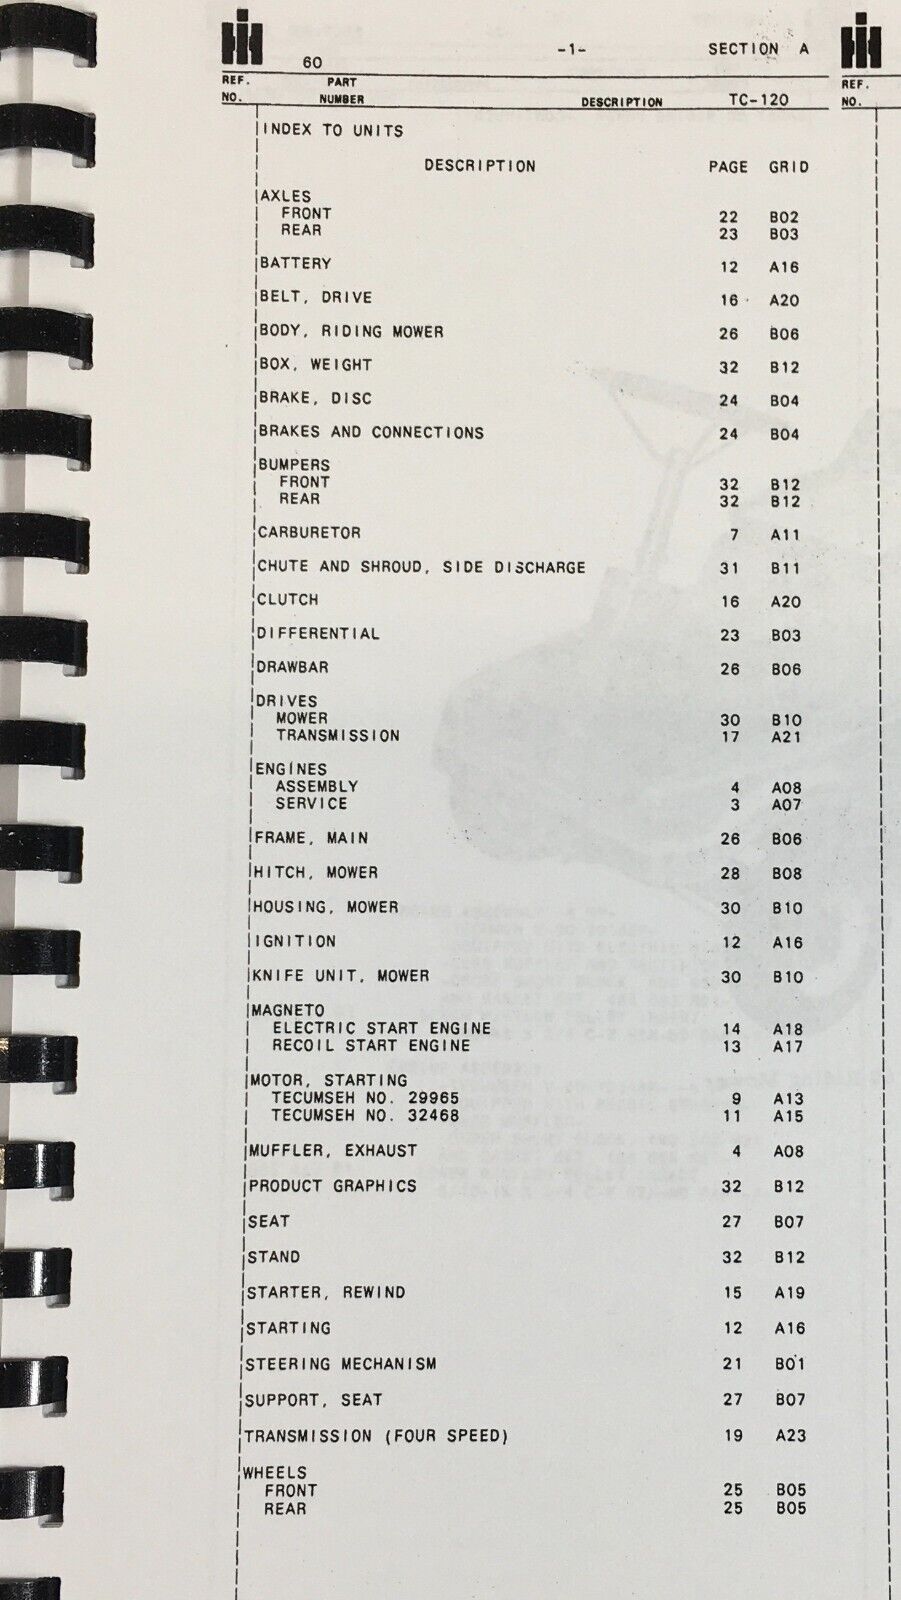 IH 60 -1- SECTION A IH
REF. PART REF.
NO. NUMBER DESCRIPTION TC-120 NO.
INDEX TO UNITS
DESCRIPTION PAGE GRID
AXLES
FRONT 22 B02
REAR 23 B03
BATTERY 12 A16
BELT, DRIVE 16 A20
BODY, RIDING MOWER 26 B06
BOX, WEIGHT 32 B12
BRAKE, DISC 24 B04
BRAKES AND CONNECTIONS 24 B04
BUMPERS
FRONT 32 B12
REAR 32 B12
CARBURETOR 7 A11
CHUTE AND SHROUD, SIDE DISCHARGE 31 B11
CLUTCH 16 A20
DIFFERENTIAL 23 B03
DRAWBAR 26 B06
DRIVES
MOWER 30 B10
TRANSMISSION 17 A21
ENGINES
ASSEMBLY 4 A08
SERVICE 3 A07
FRAME, MAIN 26 B06
HITCH, MOWER 28 B08
HOUSING, MOWER 30 B10
IGNITION 12 A16
KNIFE UNIT, MOWER 30 B10
MAGNETO
ELECTRIC START ENGINE 14 A18
RECOIL START ENGINE 13 A17
MOTOR, STARTING
TECUMSEH NO. 29965 9 A13
TECUMSEH NO. 32468 11 A15
MUFFLER, EXHAUST 4 A08
PRODUCT GRAPHICS 32 B12
SEAT 27 B07
STAND 32 B12
STARTER, REWIND 15 A19
STARTING 12 A16
STEERING MECHANISM 21 B01
SUPPORT, SEAT 27 B07
TRANSMISSION (FOUR SPEED) 19 A23
WHEELS
FRONT 25 B05
REAR 25 B05